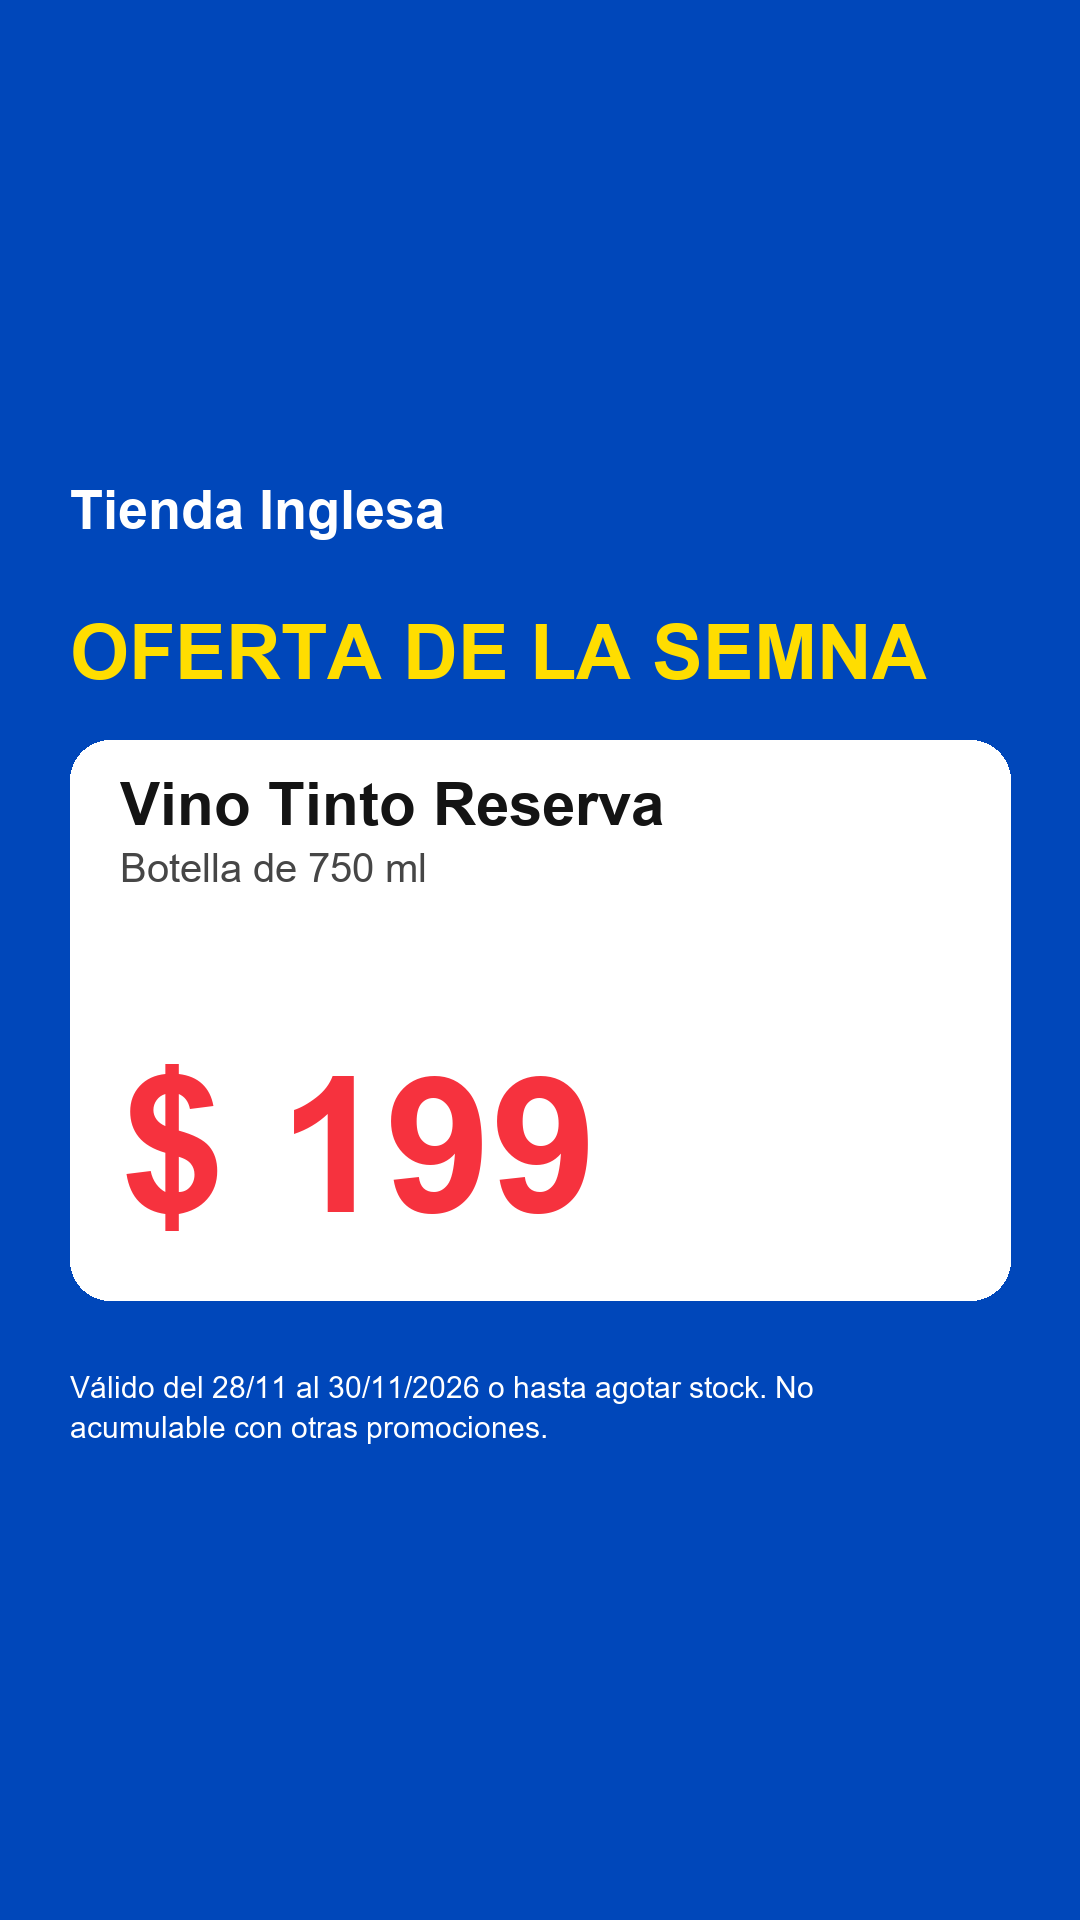 Tienda Inglesa
OFERTA DE LA SEMNA
Vino Tinto Reserva
Botella de 750 ml
$ 199
Válido del 28/11 al 30/11/2026 o hasta agotar stock. No
acumulable con otras promociones.